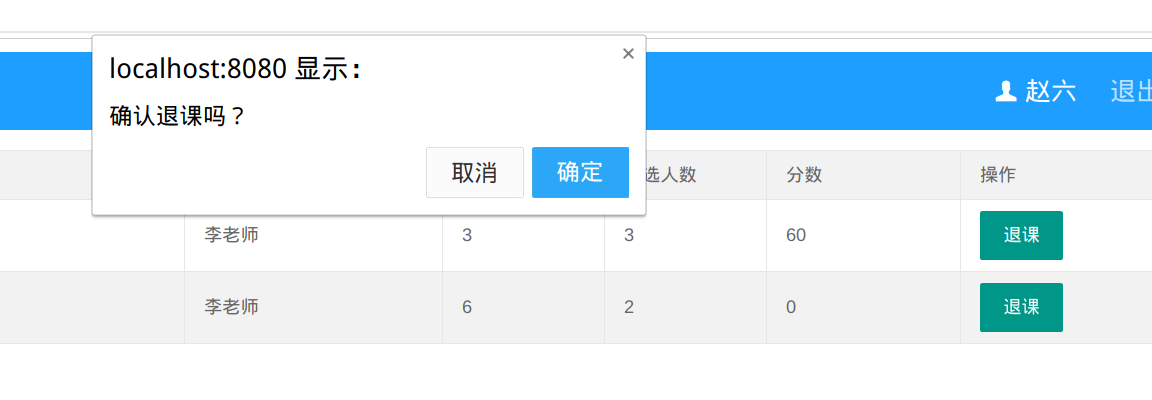 localhost:8080 显示：
确认退课吗？
取消 确定
赵六 退出
选人数 分数 操作
李老师 3 3 60 退课
李老师 6 2 0 退课